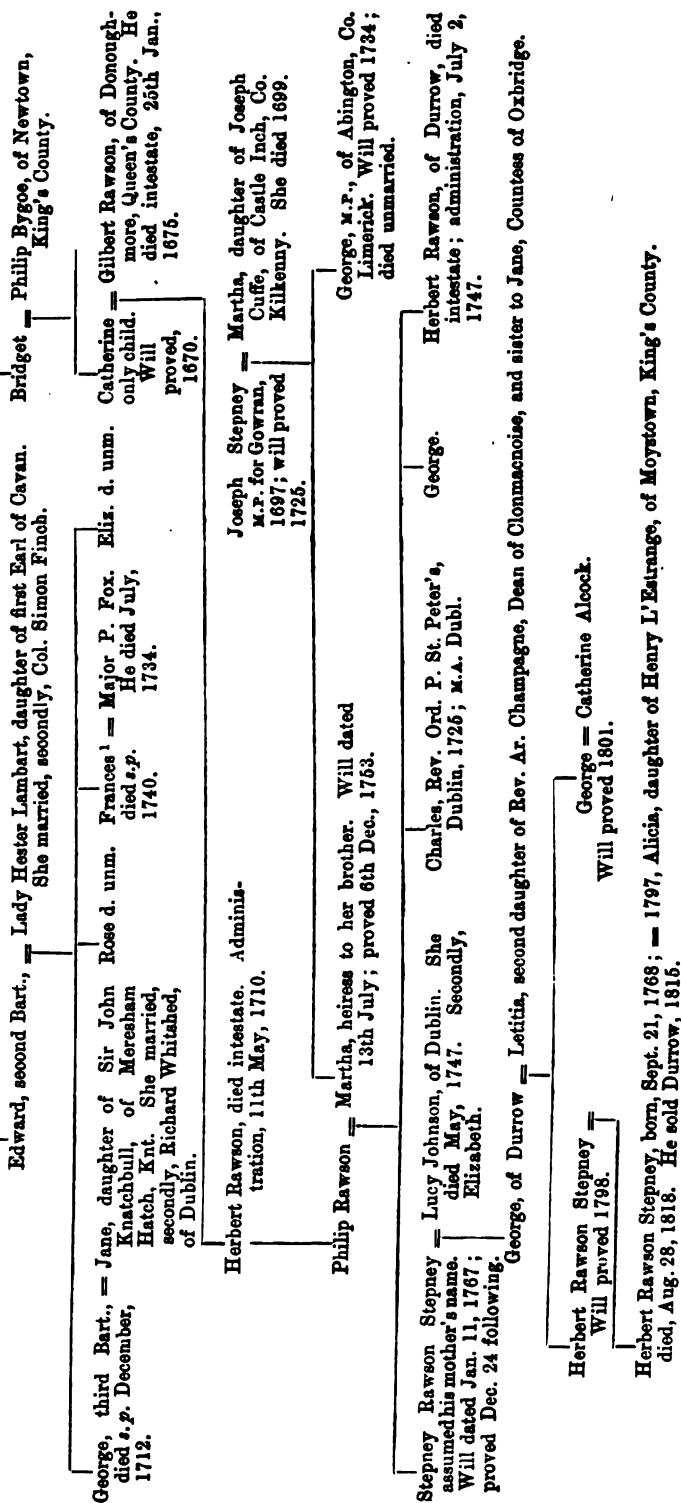 Edward, second Bart., = Lady Hester Lambart, daughter of first Earl of Cavan.
She married, secondly, Col. Simon Finch.
Bridget = Philip Bygoe, of Newtown,
King's County.
George, third Bart., = Jane, daughter of Sir John
died s.p. December,
1712.
Knatchbull, of Meresham
Hatch, Knt. She married,
secondly, Richard Whitshed,
of Dublin.
Rose d. unm.
Frances¹ = Major P. Fox.
died s.p.
1740.
He died July,
1734.
Eliz. d. unm.
Catherine = Gilbert Rawson, of Donough-
only child.
Will
proved,
1670.
more, Queen's County. He
died intestate, 25th Jan.,
1675.
Herbert Rawson, died intestate. Adminis-
tration, 11th May, 1710.
Joseph Stepney = Martha, daughter of Joseph
M.P. for Gowran,
1697; will proved
1725.
Cuffe, of Castle Inch, Co.
Kilkenny. She died 1699.
Philip Rawson = Martha, heiress to her brother. Will dated
13th July; proved 6th Dec., 1753.
George, M.P., of Abington, Co.
Limerick. Will proved 1734;
died unmarried.
Stepney Rawson Stepney = Lucy Johnson, of Dublin. She
assumed his mother's name.
Will dated Jan. 11, 1767;
proved Dec. 24 following.
died May, 1747. Secondly,
Elizabeth.
Charles, Rev. Ord. P. St. Peter's,
Dublin, 1725; M.A. Dubl.
George.
Herbert Rawson, of Durrow, died
intestate; administration, July 2,
1747.
George, of Durrow = Letitia, second daughter of Rev. Ar. Champagne, Dean of Clonmacnoise, and sister to Jane, Countess of Oxbridge.
Herbert Rawson Stepney =
Will proved 1798.
George = Catherine Alcock.
Will proved 1801.
Herbert Rawson Stepney, born, Sept. 21, 1768; = 1797, Alicia, daughter of Henry L'Estrange, of Moystown, King's County.
died, Aug. 28, 1818. He sold Durrow, 1815.